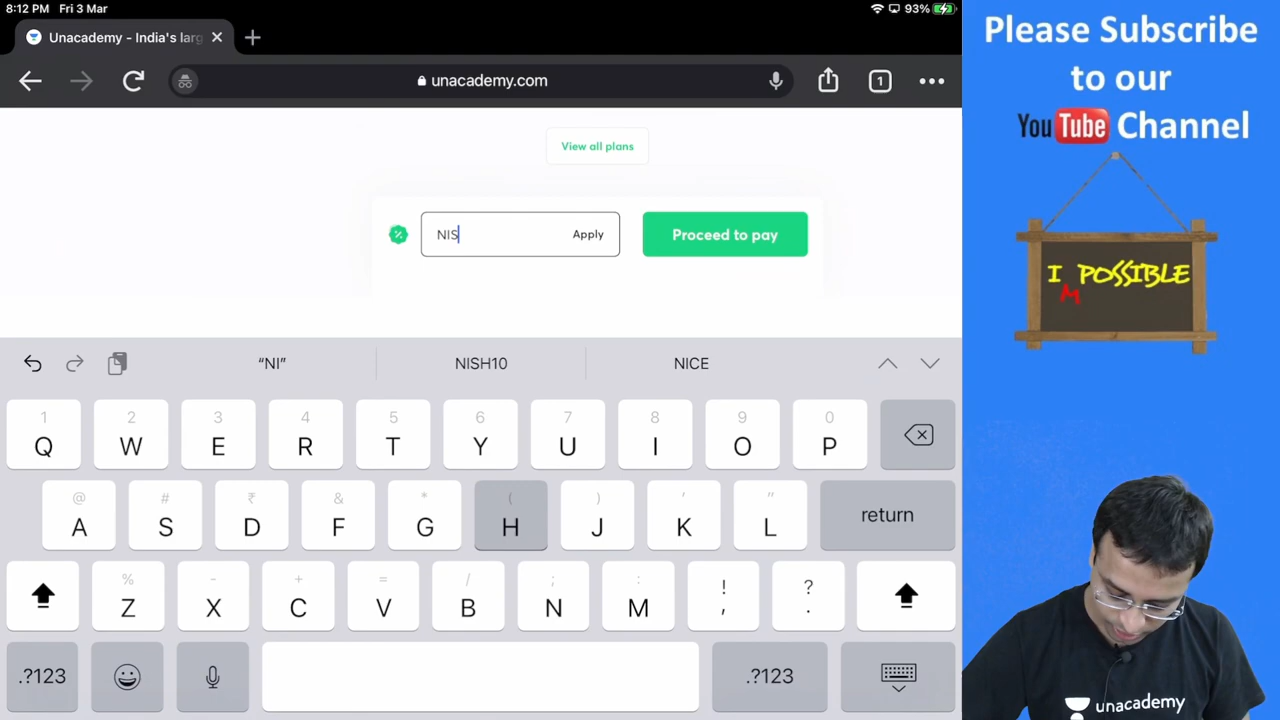 8:12 PM Fri 3 Mar
93%
Unacademy - India's larg
unacademy.com
1
View all plans
NIS
Apply
Proceed to pay
“NI”
NISH10
NICE
1 2 3 4 5 6 7 8 9 0
Q W E R T Y U I O P
@ # ₹ & * ( ) ' "
A S D F G H J K L
return
% - + = / ; : ! ?
Z X C V B N M , .
.?123
.?123
Please Subscribe
to our
YouTube Channel
I POSSIBLE
M
unacademy